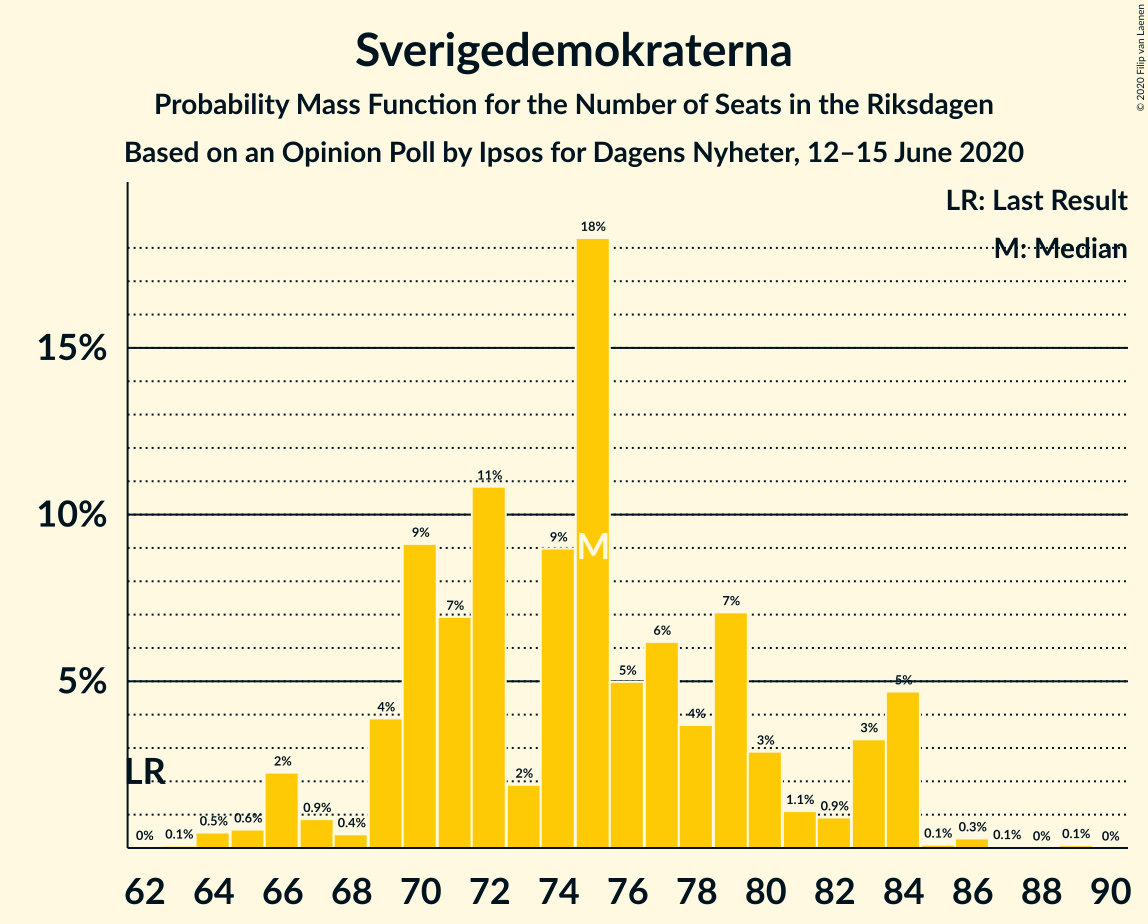 Sverigedemokraterna
Probability Mass Function for the Number of Seats in the Riksdagen
Based on an Opinion Poll by Ipsos for Dagens Nyheter, 12–15 June 2020
© 2020 Filip van Laenen
LR: Last Result
M: Median
15%
10%
5%
LR
M
0% 0.1% 0.5% 0.6% 2% 0.9% 0.4% 4% 9% 7% 11% 2% 9% 18% 5% 6% 4% 7% 3% 1.1% 0.9% 3% 5% 0.1% 0.3% 0.1% 0% 0.1% 0%
62 64 66 68 70 72 74 76 78 80 82 84 86 88 90